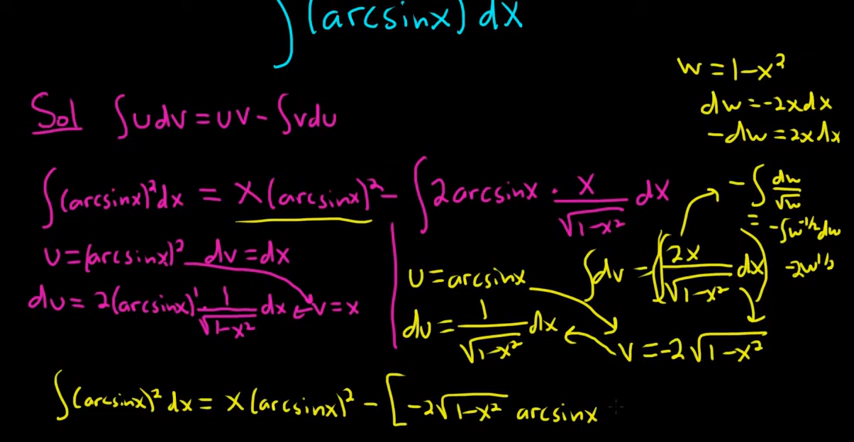 ∫(arcsinx) dx
w = 1-x²
dw = -2xdx
-dw = 2xdx
Sol ∫udv = uv - ∫vdu
∫(arcsinx)²dx = x(arcsinx)² - ∫2arcsinx · x/√(1-x²) dx
-∫dw/√w
= -∫w^(-1/2) dw
-2w^(1/2)
u = (arcsinx)² dv = dx
du = 2(arcsinx)¹ 1/√(1-x²) dx v = x
u = arcsinx ∫dv = ∫(2x/√(1-x²) dx)
du = 1/√(1-x²) dx v = -2√(1-x²)
∫(arcsinx)²dx = x(arcsinx)² - [-2√(1-x²) arcsinx